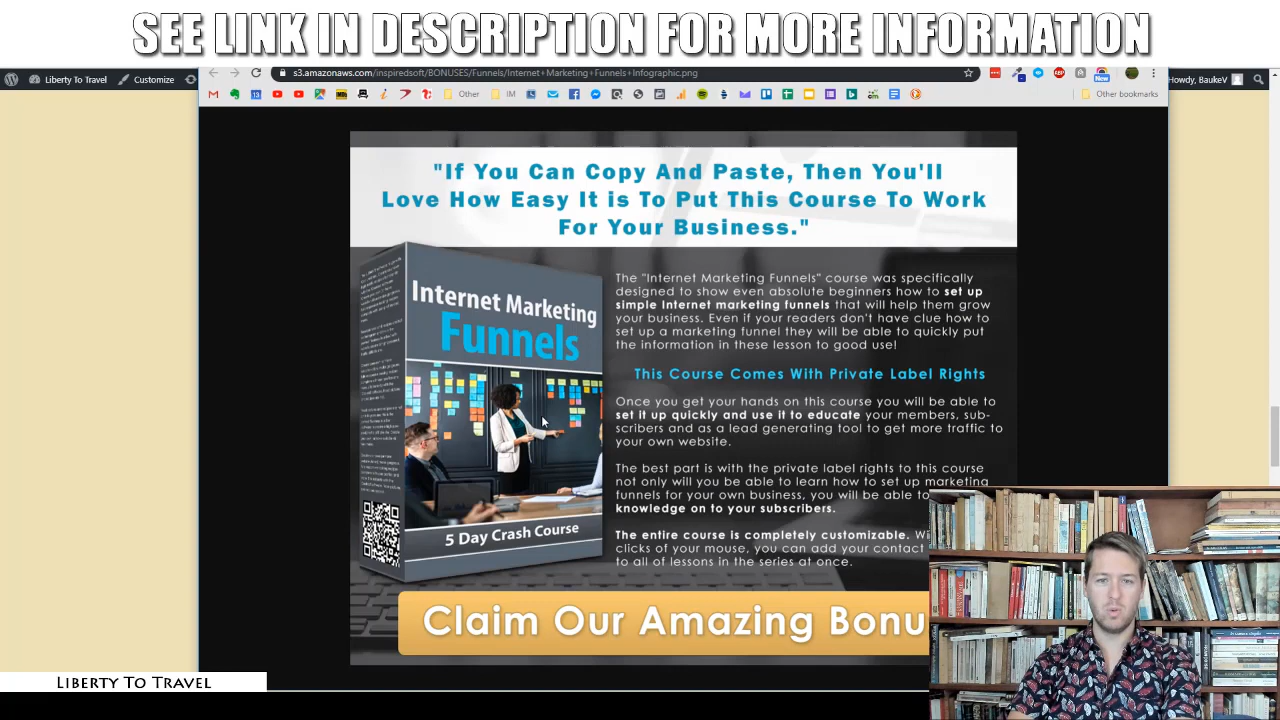 SEE LINK IN DESCRIPTION FOR MORE INFORMATION
Liberty To Travel
Customize
s3.amazonaws.com/inspiredsoft/BONUSES/Funnels/Internet+Marketing+Funnels+Infographic.png
Howdy, BaukeV
Other
IM
Other bookmarks
"If You Can Copy And Paste, Then You'll
Love How Easy It is To Put This Course To Work
For Your Business."
Internet Marketing
Funnels
5 Day Crash Course
The "Internet Marketing Funnels" course was specifically
designed to show even absolute beginners how to set up
simple Internet marketing funnels that will help them grow
your business. Even if your readers don't have clue how to
set up a marketing funnel they will be able to quickly put
the information in these lesson to good use!
This Course Comes With Private Label Rights
Once you get your hands on this course you will be able to
set it up quickly and use it to educate your members, sub-
scribers and as a lead generating tool to get more traffic to
your own website.
The best part is with the private label rights to this course
not only will you be able to learn how to set up marketing
funnels for your own business, you will be able to
knowledge on to your subscribers.
The entire course is completely customizable.
clicks of your mouse, you can add your contact
to all of lessons in the series at once.
Claim Our Amazing Bonu
Liberty To Travel